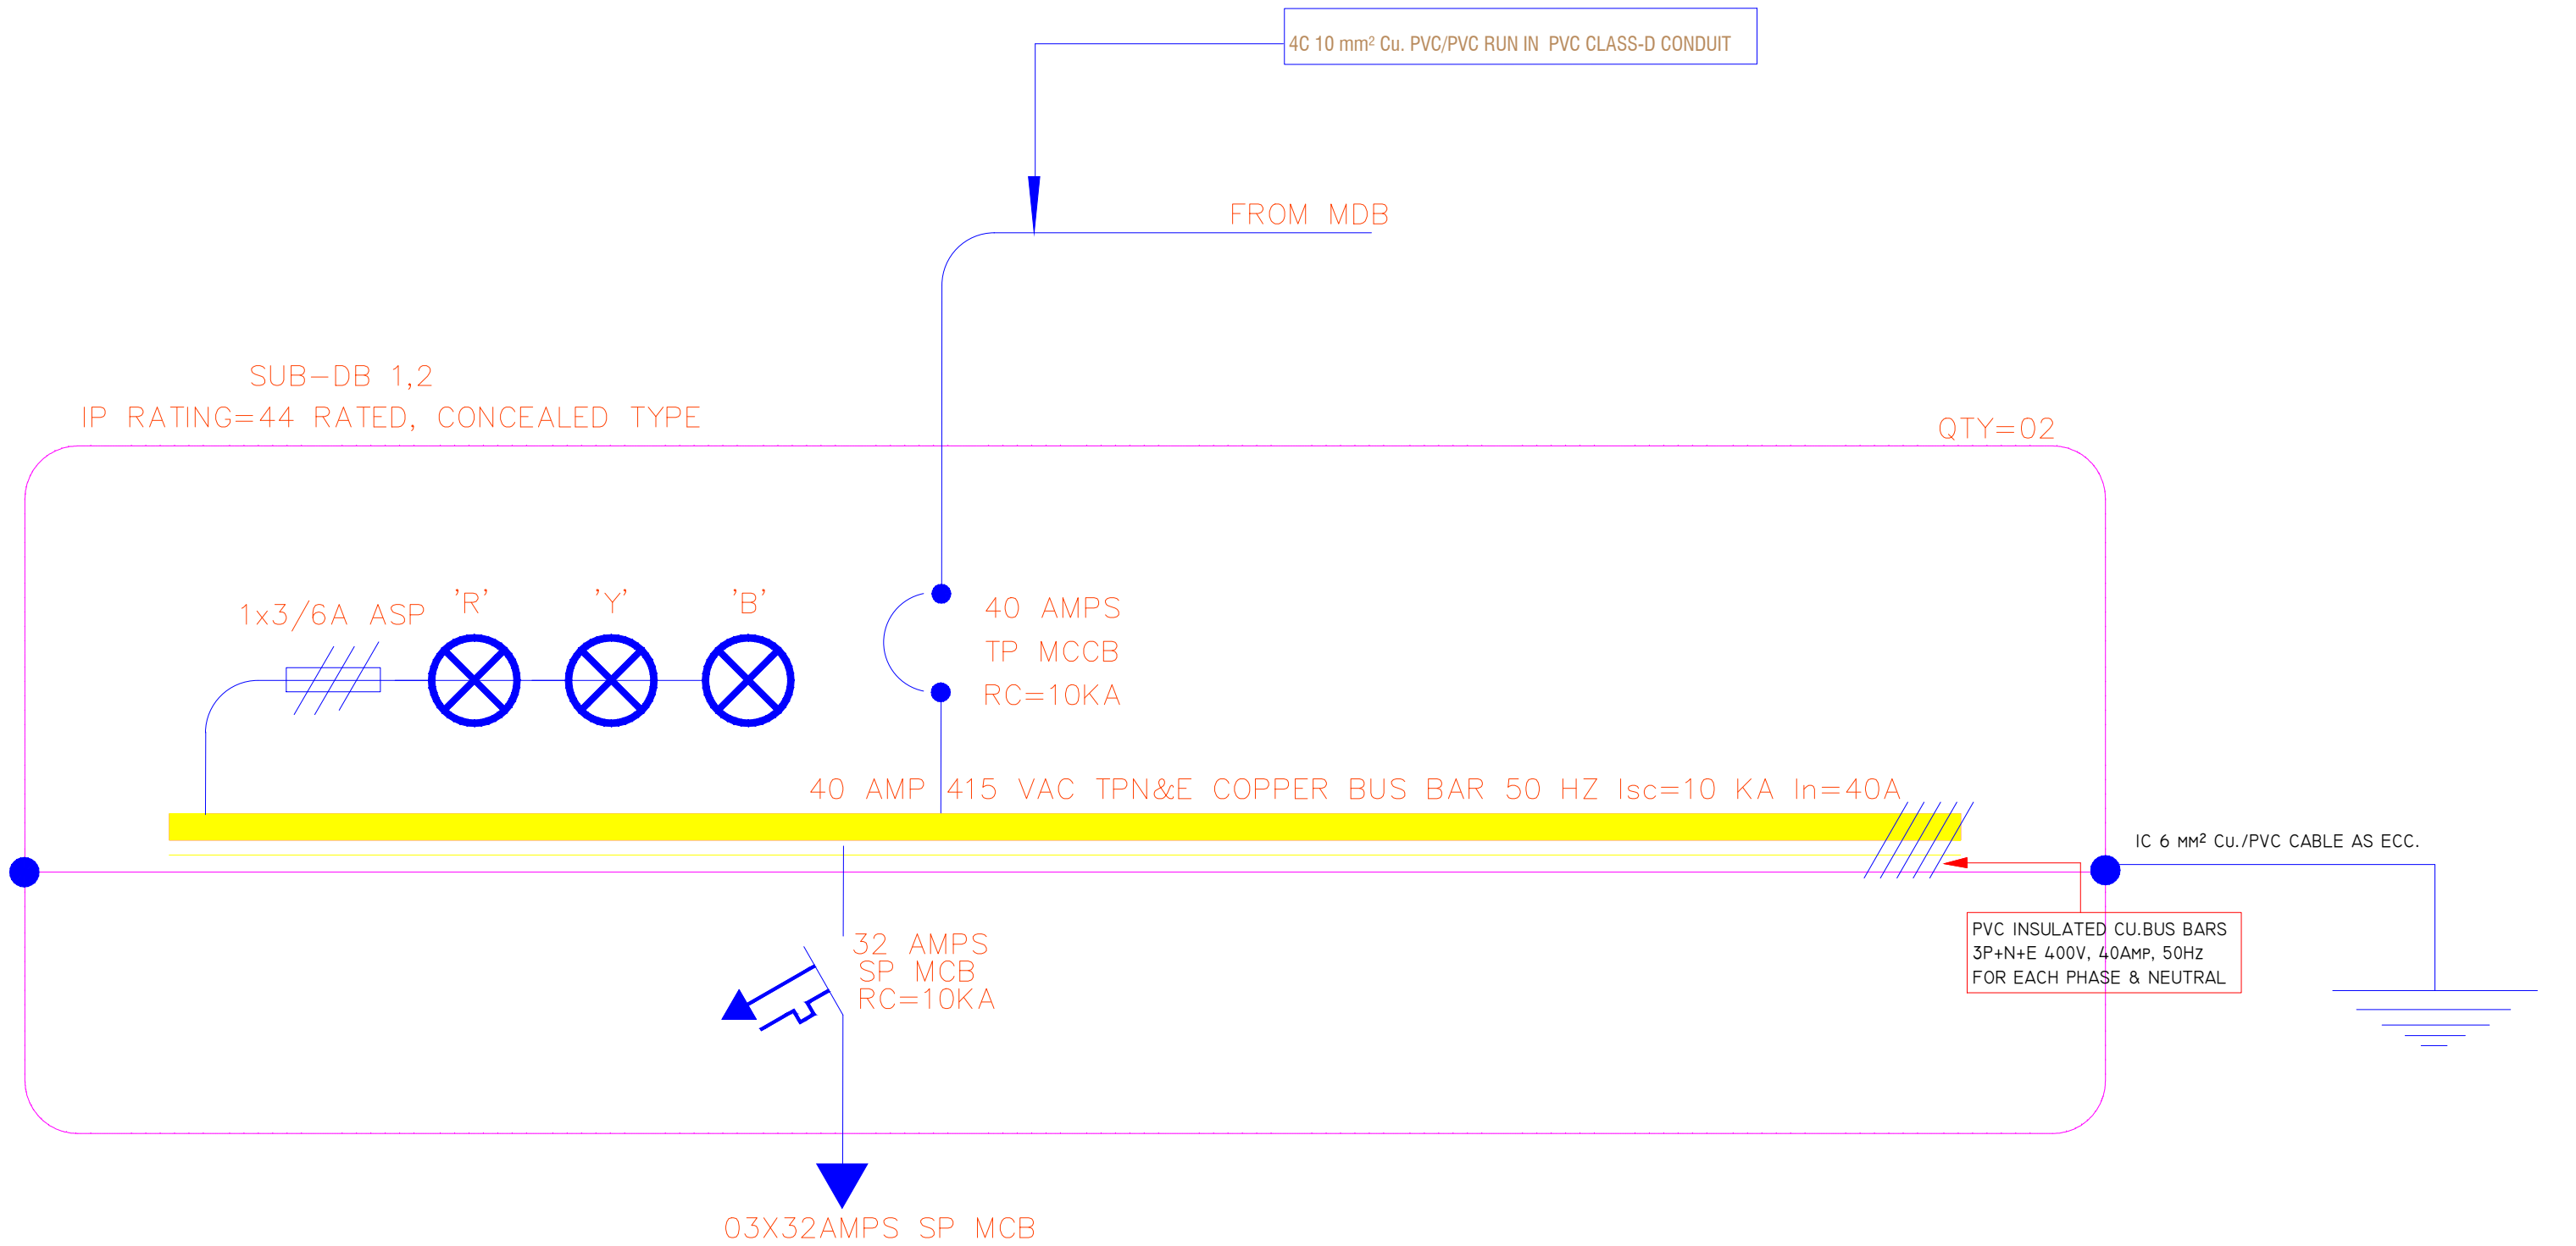 4C 10 mm² Cu. PVC/PVC RUN IN PVC CLASS-D CONDUIT
FROM MDB
SUB-DB 1,2
IP RATING=44 RATED, CONCEALED TYPE
QTY=02
1x3/6A ASP
'R'
'Y'
'B'
40 AMPS
TP MCCB
RC=10KA
40 AMP 415 VAC TPN&E COPPER BUS BAR 50 HZ Isc=10 KA In=40A
IC 6 MM² CU./PVC CABLE AS ECC.
PVC INSULATED CU.BUS BARS
3P+N+E 400V, 40AMP, 50HZ
FOR EACH PHASE & NEUTRAL
32 AMPS
SP MCB
RC=10KA
03X32AMPS SP MCB